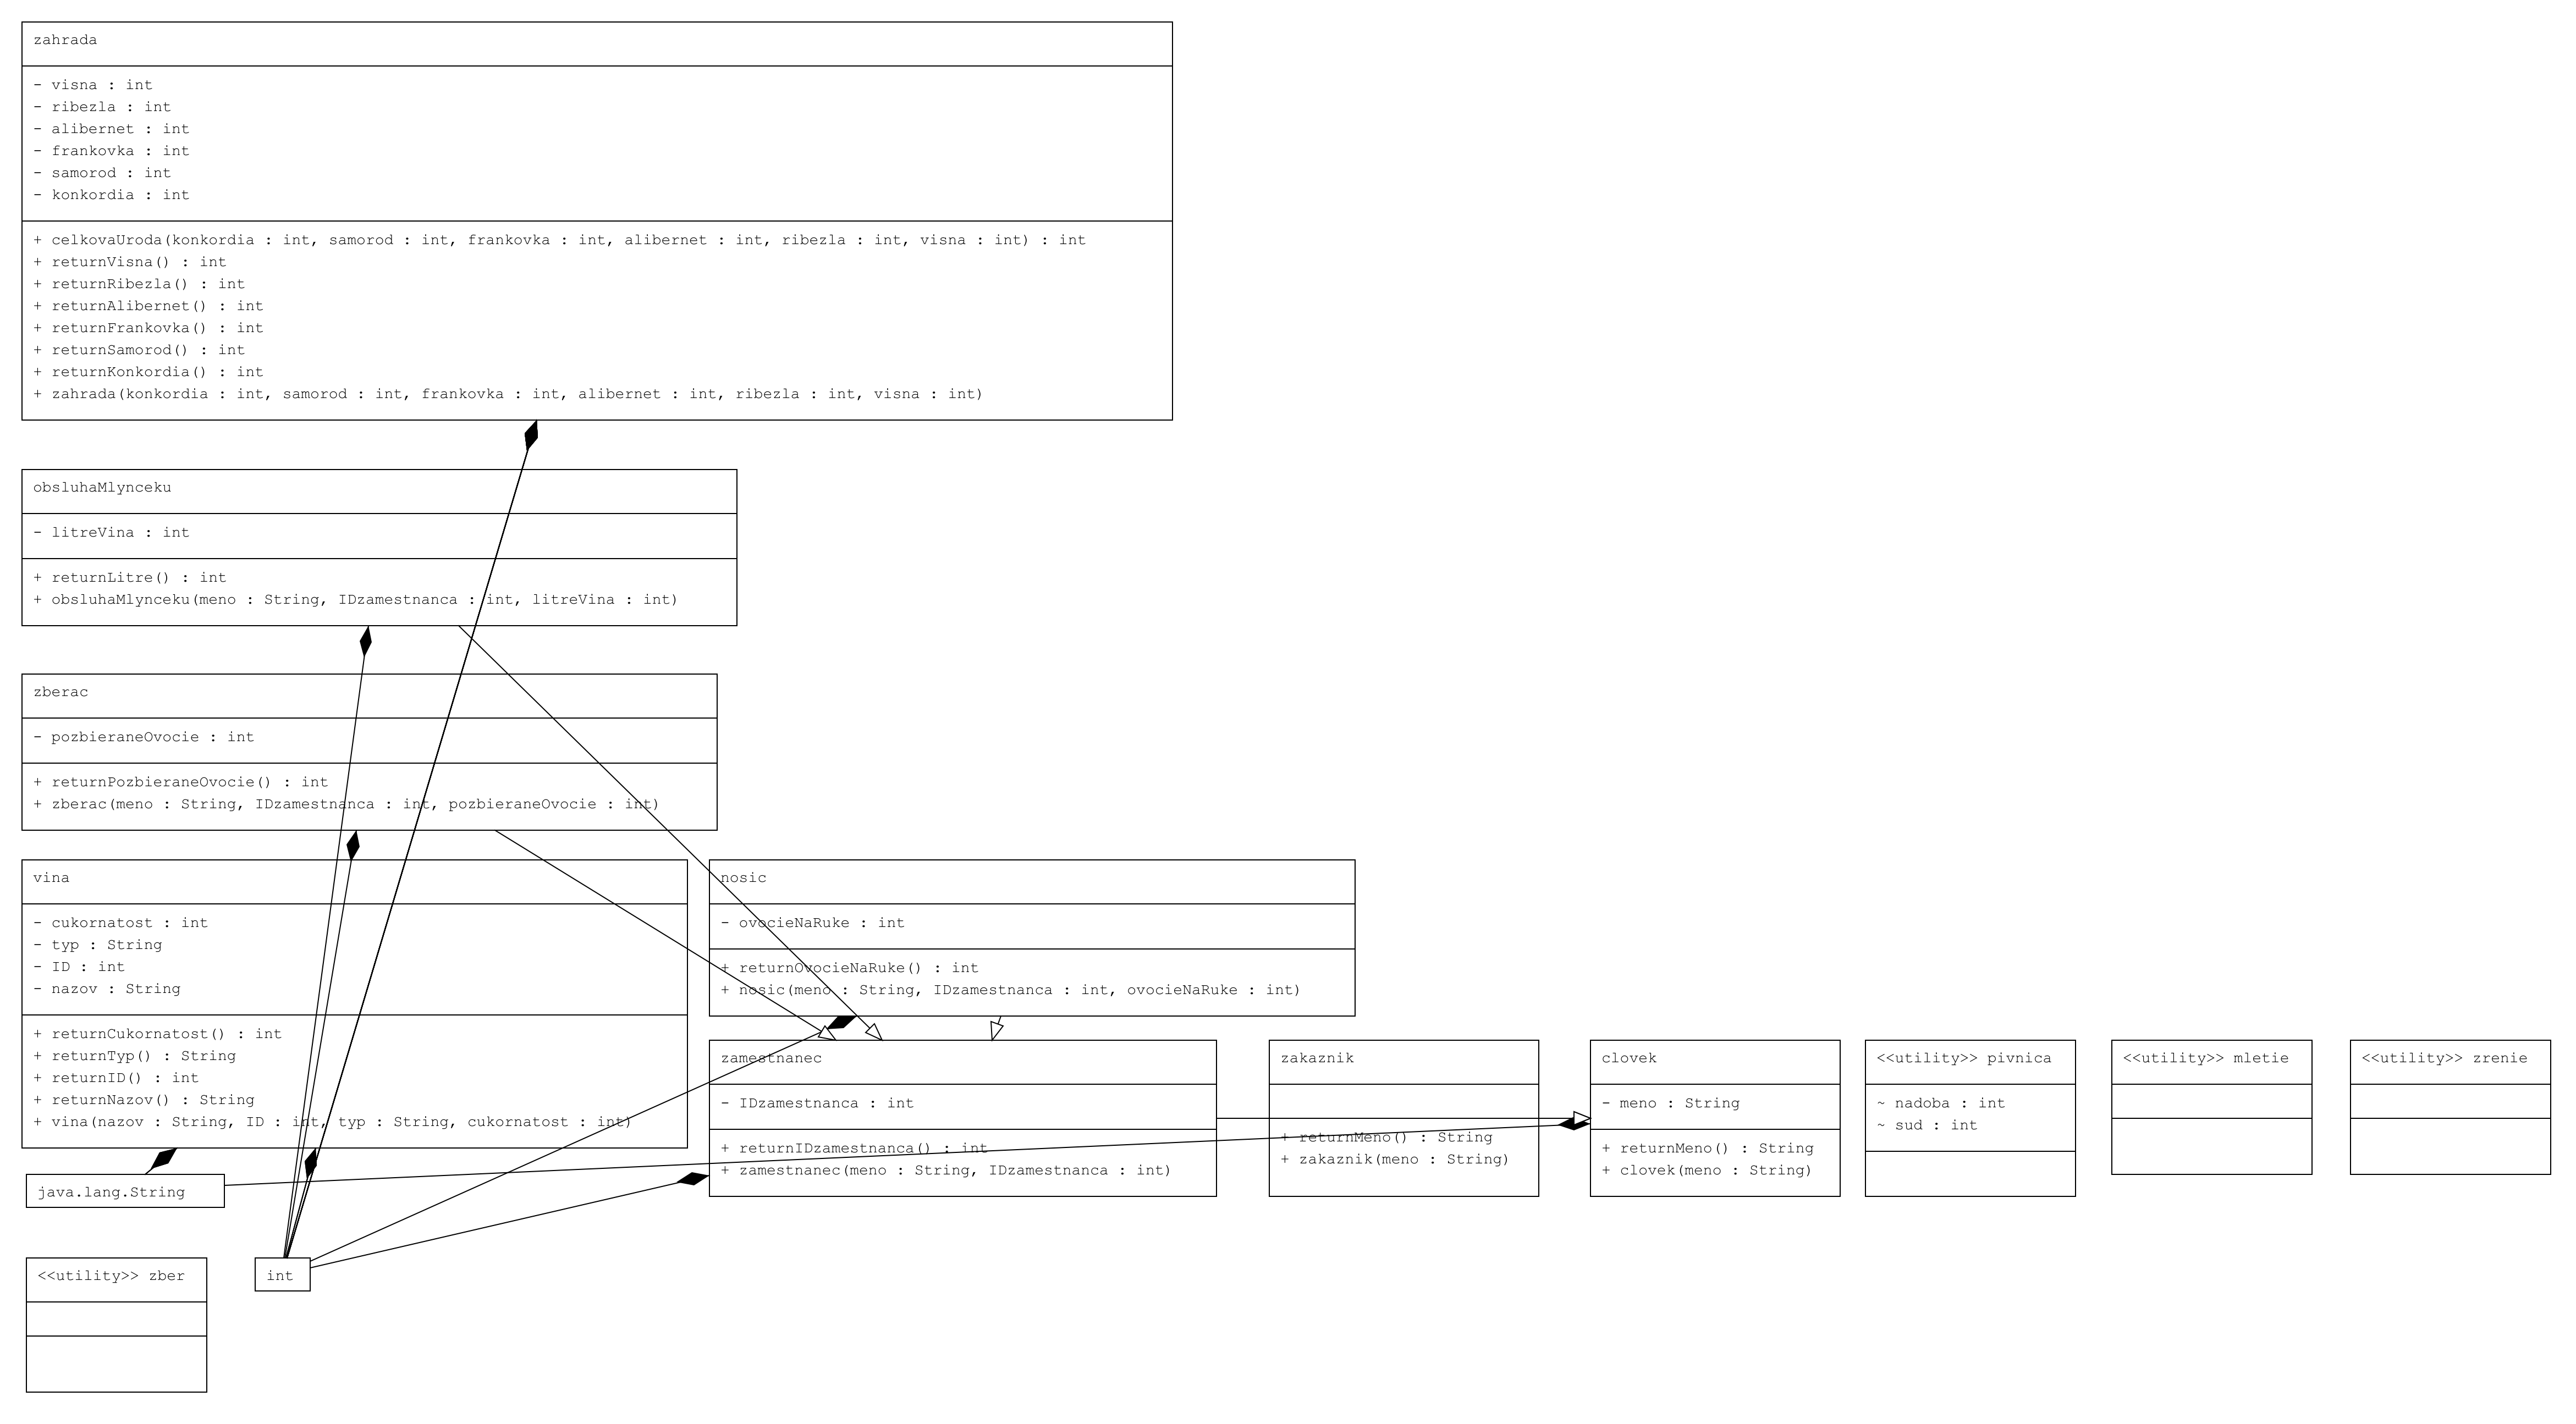 zahrada
- visna : int
- ribezla : int
- alibernet : int
- frankovka : int
- samorod : int
- konkordia : int
+ celkovaUroda(konkordia : int, samorod : int, frankovka : int, alibernet : int, ribezla : int, visna : int) : int
+ returnVisna() : int
+ returnRibezla() : int
+ returnAlibernet() : int
+ returnFrankovka() : int
+ returnSamorod() : int
+ returnKonkordia() : int
+ zahrada(konkordia : int, samorod : int, frankovka : int, alibernet : int, ribezla : int, visna : int)
obsluhaMlynceku
- litreVina : int
+ returnLitre() : int
+ obsluhaMlynceku(meno : String, IDzamestnanca : int, litreVina : int)
zberac
- pozbieraneOvocie : int
+ returnPozbieraneOvocie() : int
+ zberac(meno : String, IDzamestnanca : int, pozbieraneOvocie : int)
vina
- cukornatost : int
- typ : String
- ID : int
- nazov : String
+ returnCukornatost() : int
+ returnTyp() : String
+ returnID() : int
+ returnNazov() : String
+ vina(nazov : String, ID : int, typ : String, cukornatost : int)
nosic
- ovocieNaRuke : int
+ returnOvocieNaRuke() : int
+ nosic(meno : String, IDzamestnanca : int, ovocieNaRuke : int)
zamestnanec
- IDzamestnanca : int
+ returnIDzamestnanca() : int
+ zamestnanec(meno : String, IDzamestnanca : int)
zakaznik
+ returnMeno() : String
+ zakaznik(meno : String)
clovek
- meno : String
+ returnMeno() : String
+ clovek(meno : String)
<<utility>> pivnica
~ nadoba : int
~ sud : int
<<utility>> mletie
<<utility>> zrenie
java.lang.String
<<utility>> zber
int